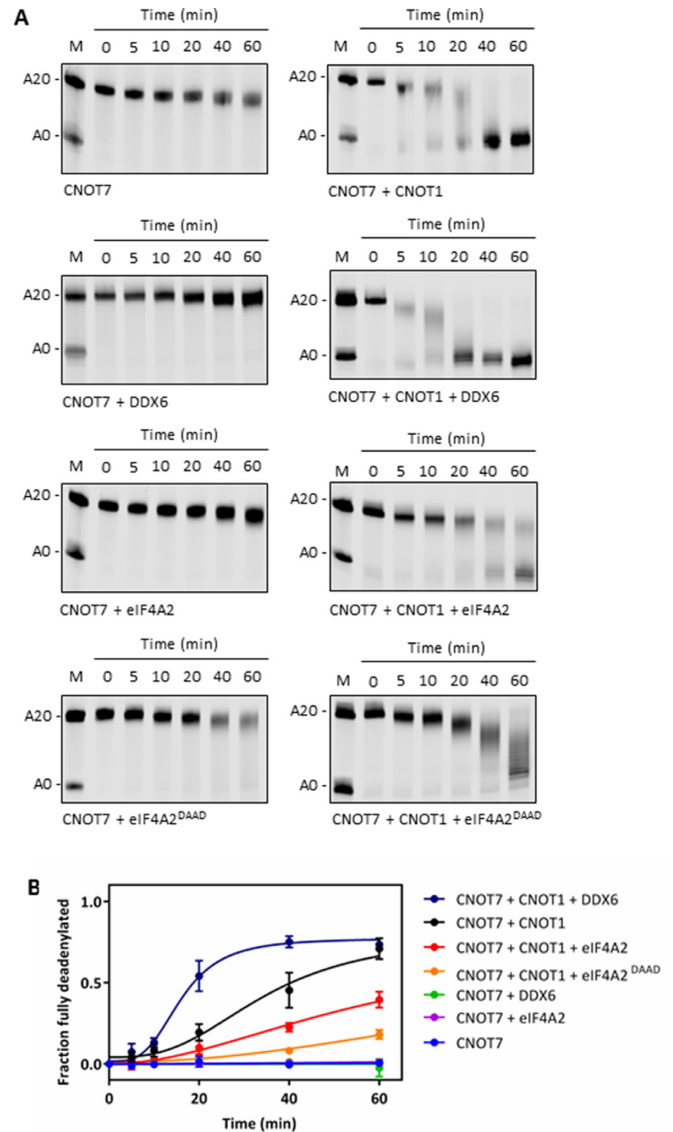 A
Time (min)
M 0 5 10 20 40 60
A20 -
A0 -
CNOT7
Time (min)
M 0 5 10 20 40 60
A20 -
A0 -
CNOT7 + CNOT1
Time (min)
M 0 5 10 20 40 60
A20 -
A0 -
CNOT7 + DDX6
Time (min)
M 0 5 10 20 40 60
A20 -
A0 -
CNOT7 + CNOT1 + DDX6
Time (min)
M 0 5 10 20 40 60
A20 -
A0 -
CNOT7 + eIF4A2
Time (min)
M 0 5 10 20 40 60
A20 -
A0 -
CNOT7 + CNOT1 + eIF4A2
Time (min)
M 0 5 10 20 40 60
A20 -
A0 -
CNOT7 + eIF4A2DAAD
Time (min)
M 0 5 10 20 40 60
A20 -
A0 -
CNOT7 + CNOT1 + eIF4A2DAAD
B
Fraction fully deadenylated
1.0
0.5
0.0
0 20 40 60
Time (min)
CNOT7 + CNOT1 + DDX6
CNOT7 + CNOT1
CNOT7 + CNOT1 + eIF4A2
CNOT7 + CNOT1 + eIF4A2DAAD
CNOT7 + DDX6
CNOT7 + eIF4A2
CNOT7